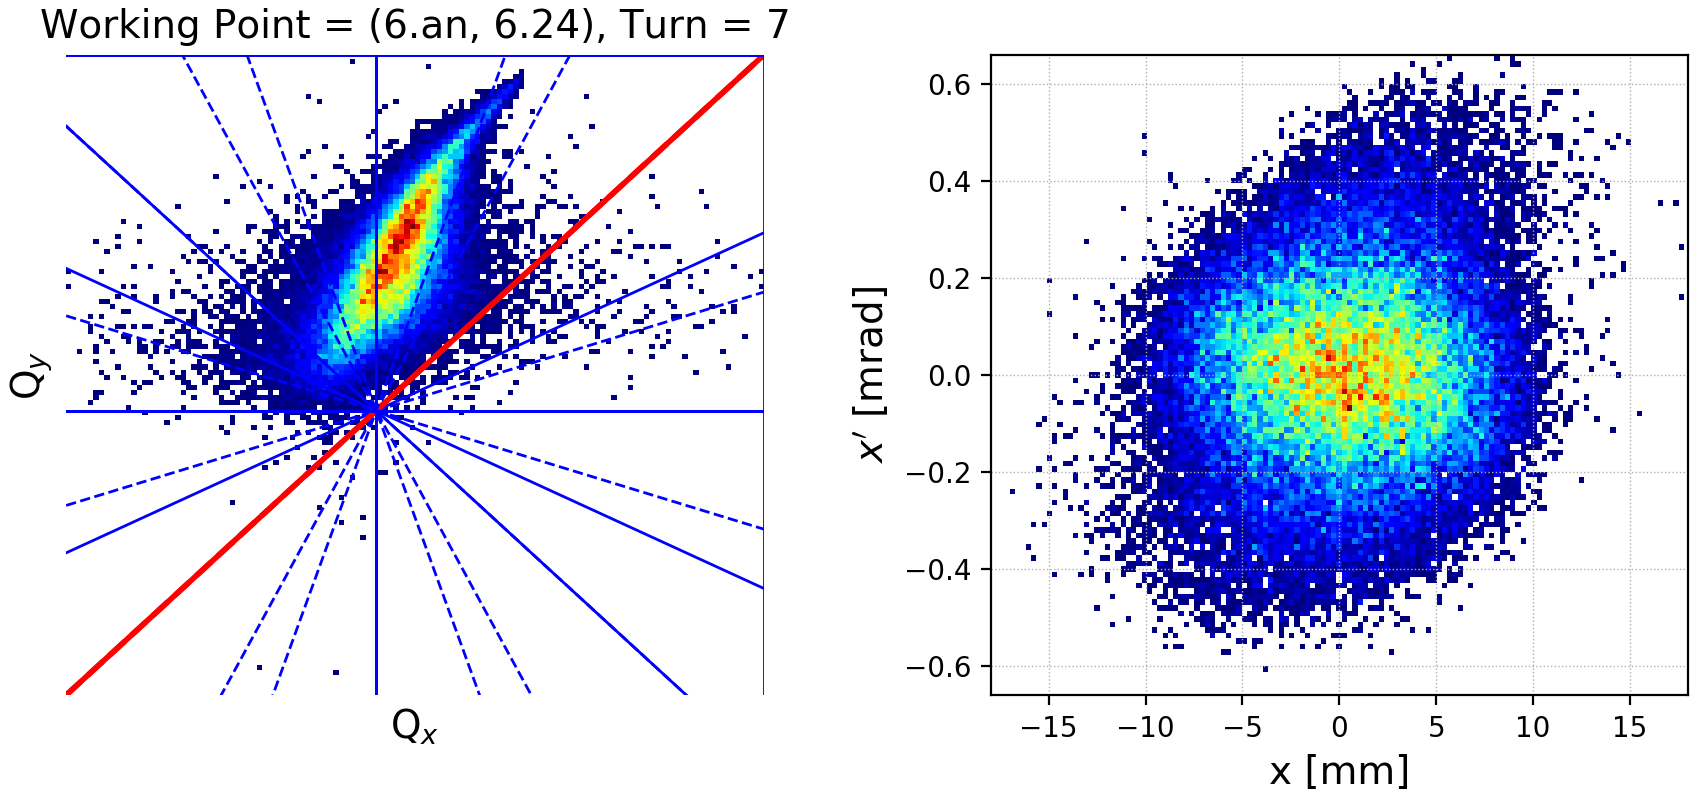 Working Point = (6.an, 6.24), Turn = 7
Q_y
Q_x
0.6
0.4
0.2
0.0
−0.2
−0.4
−0.6
x′ [mrad]
−15 −10 −5 0 5 10 15
x [mm]